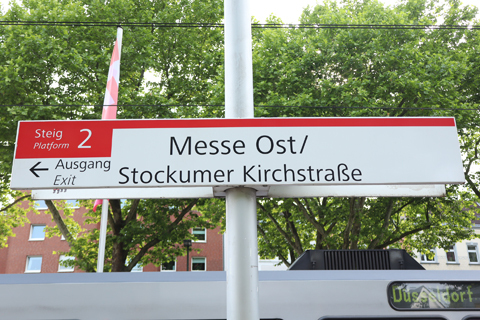 Steig 2
Platform
Messe Ost/
← Ausgang
Exit
Stockumer Kirchstraße
Düsseldorf